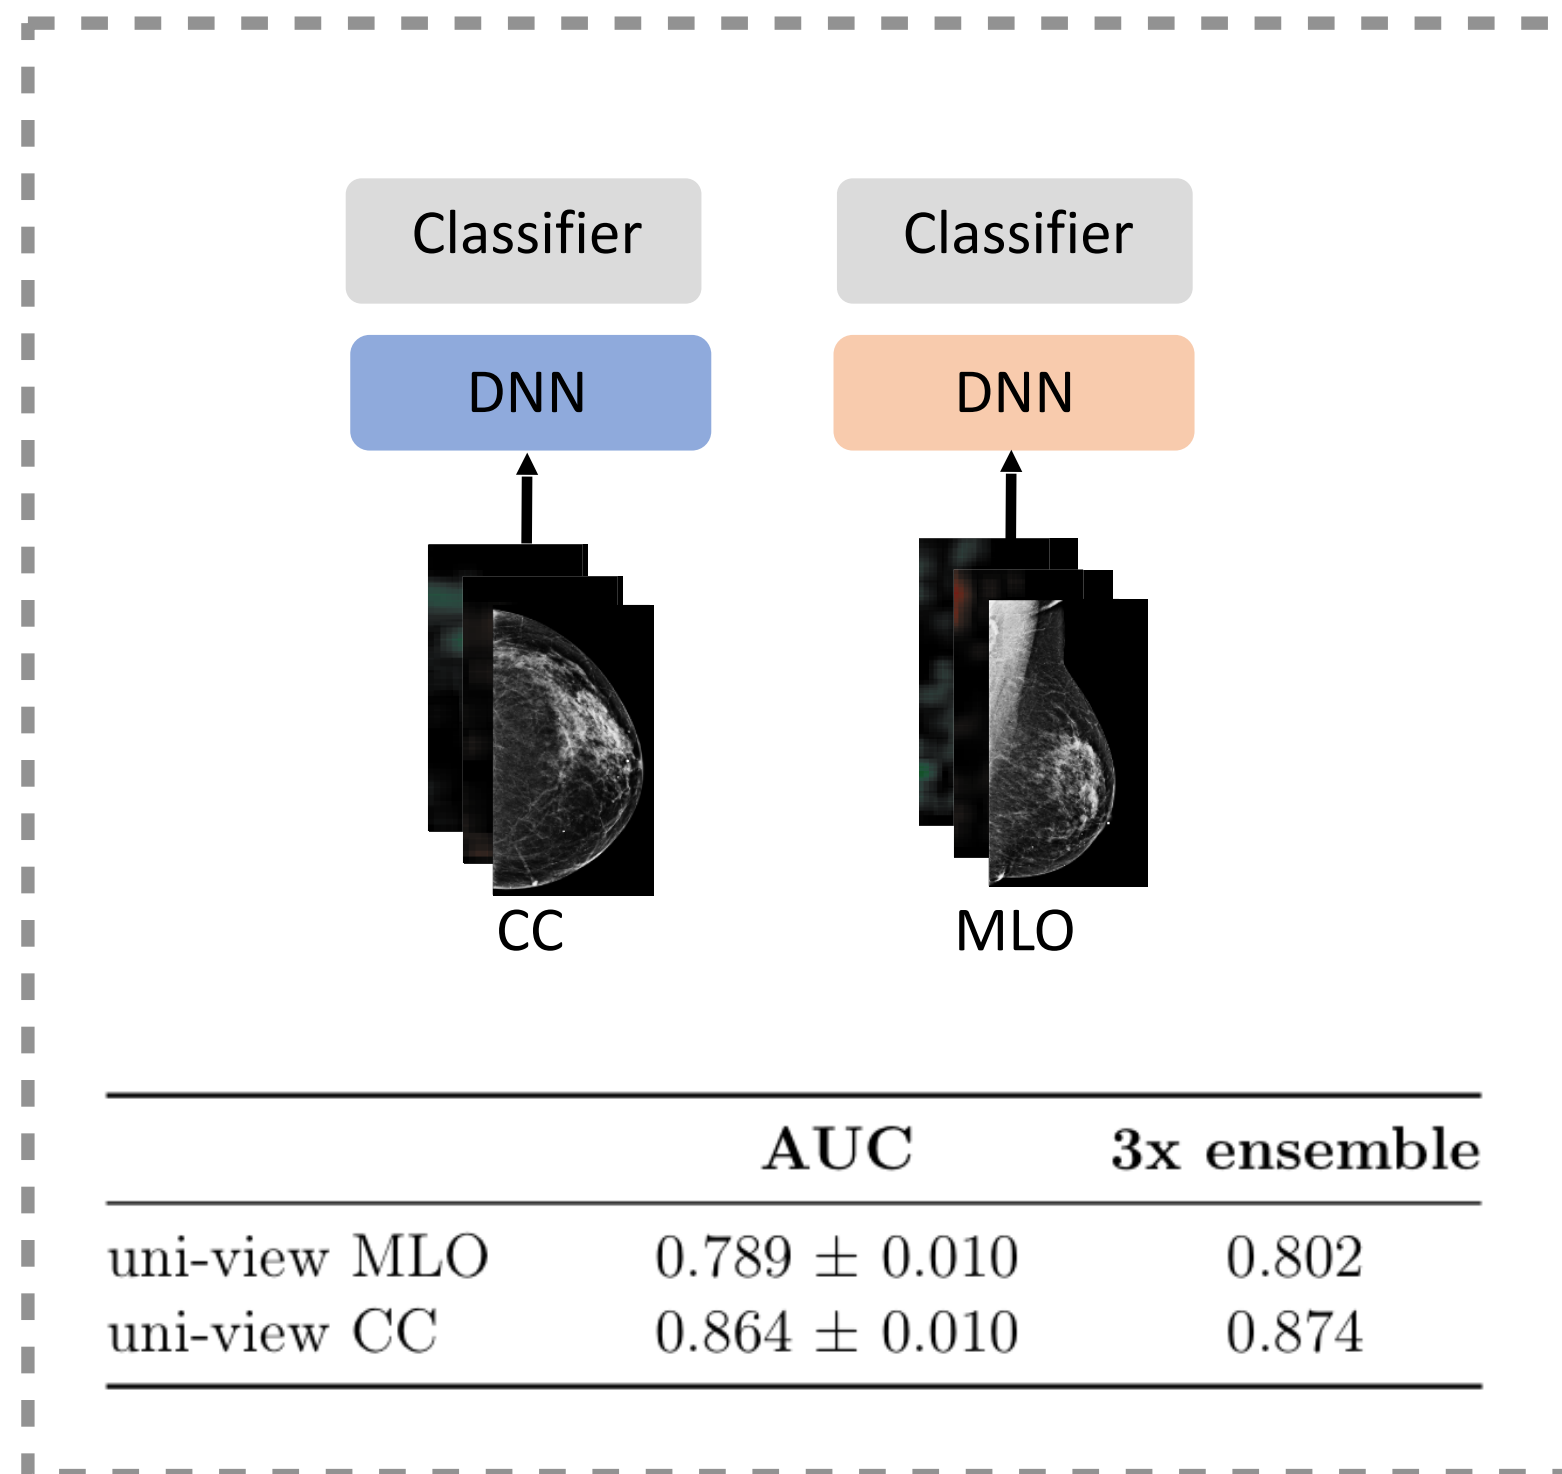 Classifier Classifier
DNN DNN
CC MLO
AUC 3x ensemble
uni-view MLO 0.789 ± 0.010 0.802
uni-view CC 0.864 ± 0.010 0.874